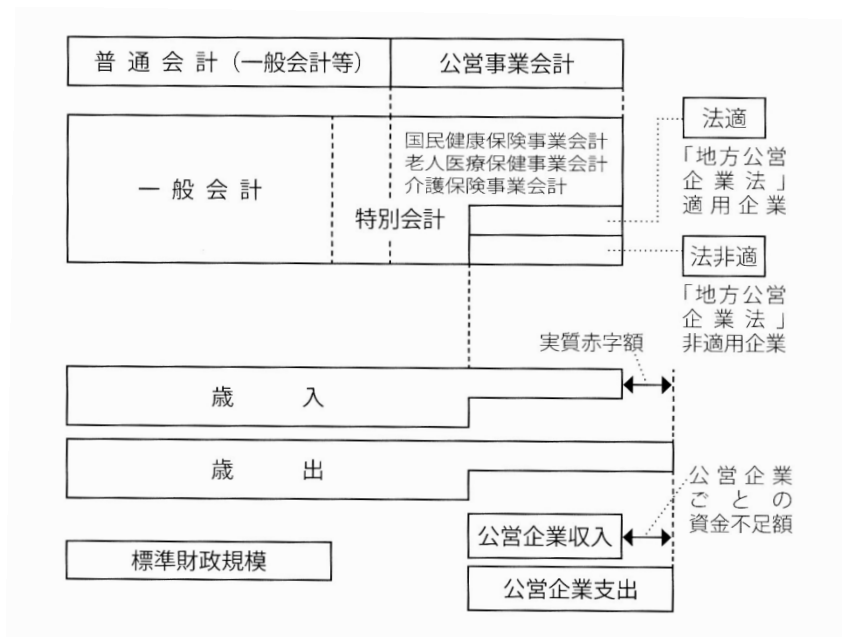 普通会計（一般会計等）
公営事業会計
一般会計
特別会計
国民健康保険事業会計
老人医療保健事業会計
介護保険事業会計
法適
「地方公営
企業法」
適用企業
法非適
「地方公営
企業法」
非適用企業
実質赤字額
歳入
歳出
公営企業
ごとの
資金不足額
公営企業収入
標準財政規模
公営企業支出